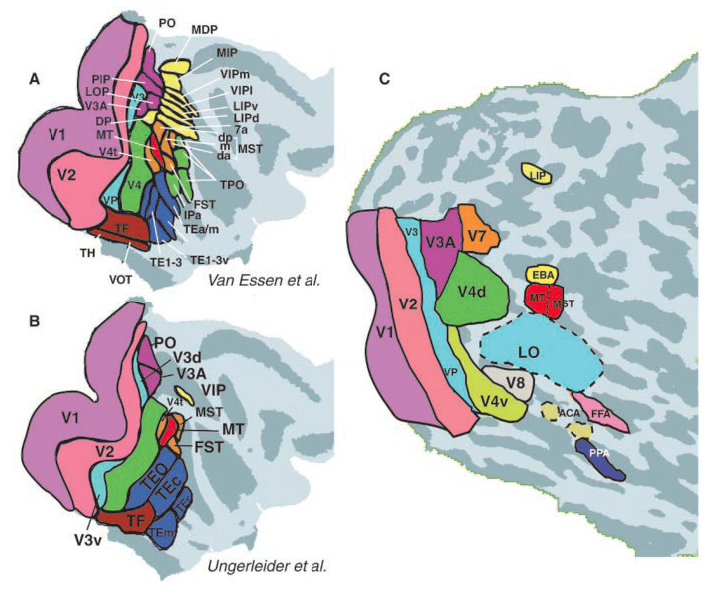 A
PO
MDP
MIP
VIPm
VIPl
LIPv
LIPd
7a
dp
m
da
MST
TPO
FST
IPa
TEa/m
TE1-3v
TE1-3
VOT
TH
PIP
LOP
V3A
DP
MT
V4t
V3
V1
V2
V4
VP
TF
Van Essen et al.
B
PO
V3d
V3A
VIP
V4t
MST
MT
FST
V1
V2
TEO
TEc
TEm
TF
V3v
Ungerleider et al.
C
LIP
V3
V3A
V7
V4d
EBA
MT
MST
V1
V2
LO
VP
V8
V4v
ACA
FFA
PPA